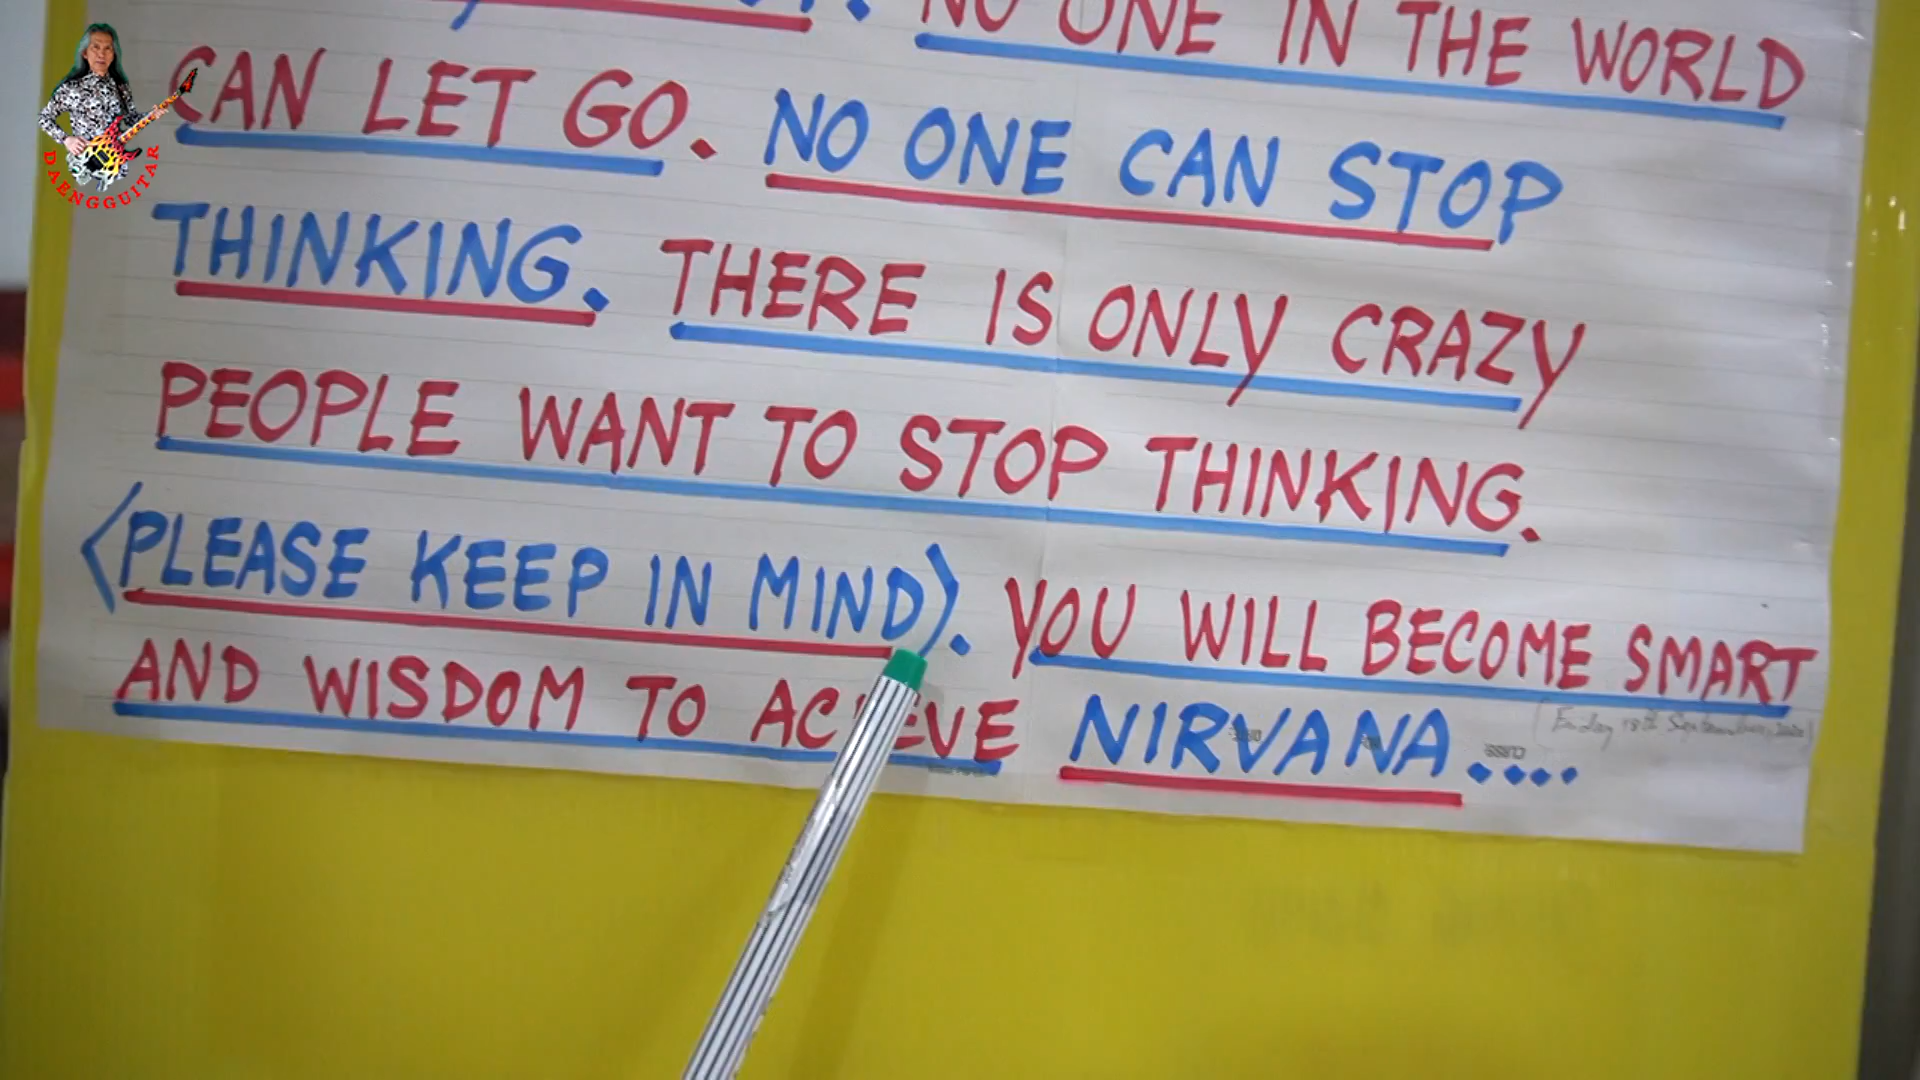 NO ONE IN THE WORLD
CAN LET GO. NO ONE CAN STOP
THINKING. THERE IS ONLY CRAZY
PEOPLE WANT TO STOP THINKING.
(PLEASE KEEP IN MIND). YOU WILL BECOME SMART
AND WISDOM TO NIRVANA....
DAENGGUITAR